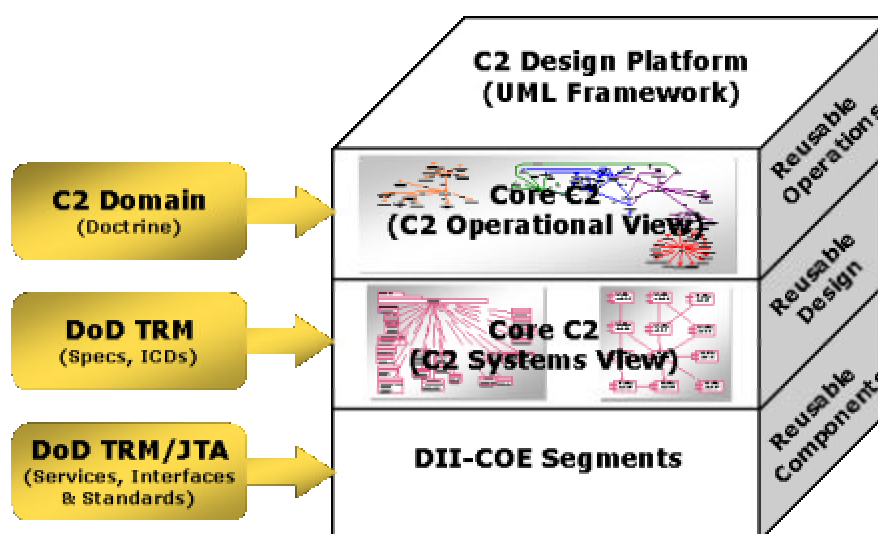 C2 Design Platform
(UML Framework)
Reusable
Operations
C2 Domain
(Doctrine)
Core C2
(C2 Operational View)
DoD TRM
(Specs, ICDs)
Core C2
(C2 Systems View)
Reusable
Design
DoD TRM/JTA
(Services, Interfaces
& Standards)
DII-COE Segments
Reusable
Components